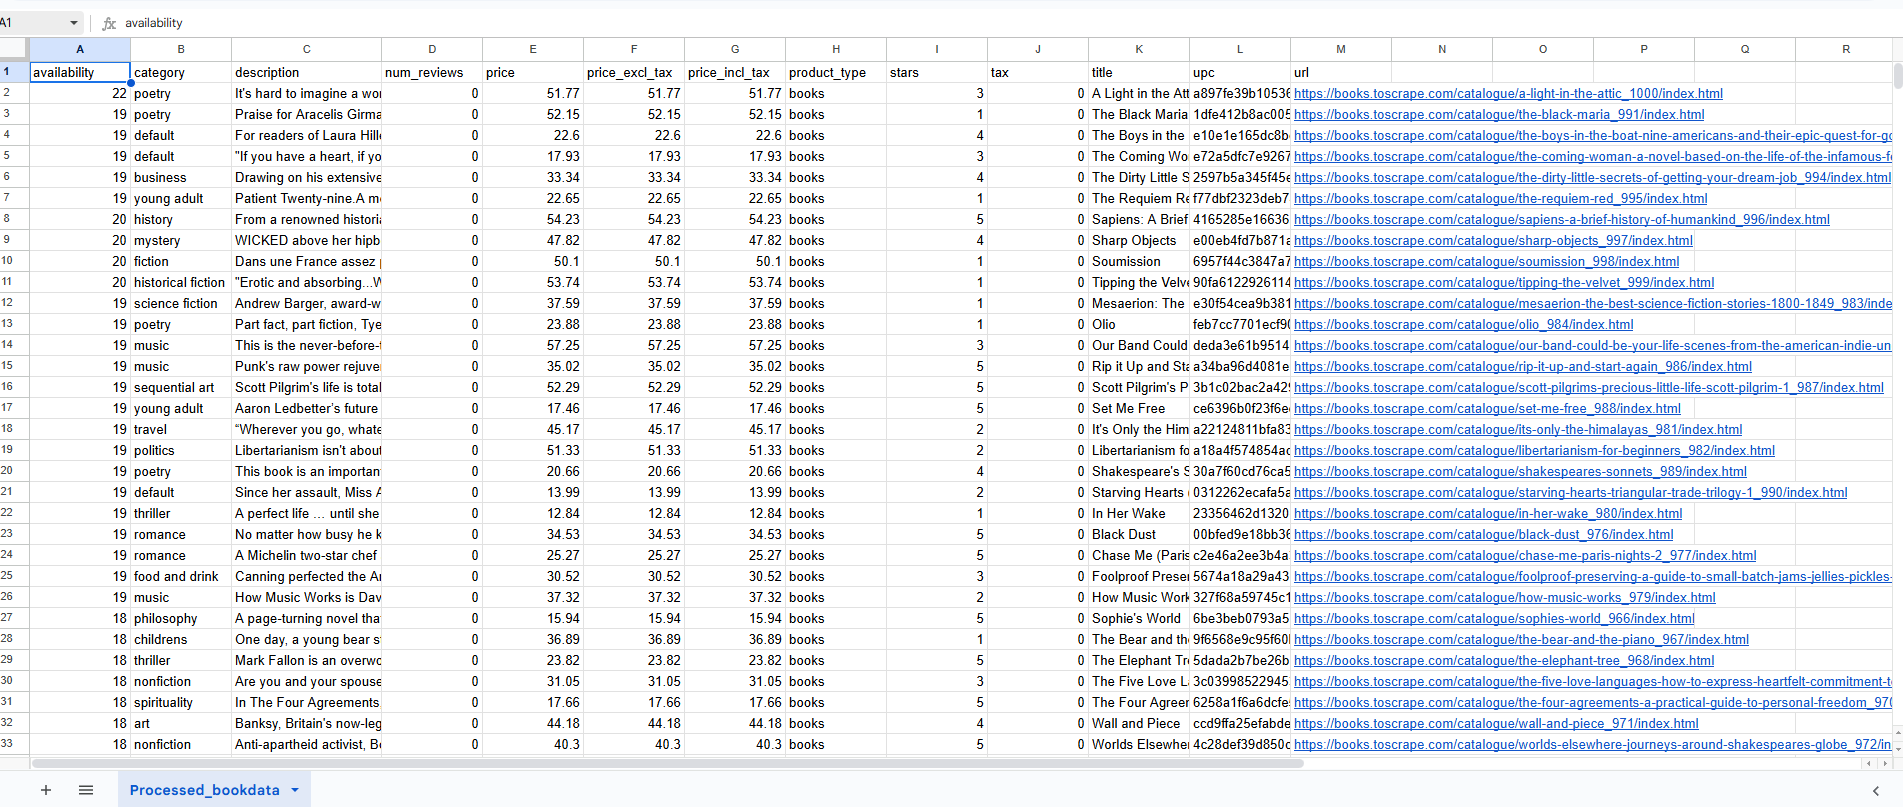 A1 fx availability
A B C D E F G H I J K L M N O P Q R
1 availability category description num_reviews price price_excl_tax price_incl_tax product_type stars tax title upc url
2 22 poetry It's hard to imagine a wor 0 51.77 51.77 51.77 books 3 0 A Light in the Att a897fe39b10536 https://books.toscrape.com/catalogue/a-light-in-the-attic_1000/index.html
3 19 poetry Praise for Aracelis Girma 0 52.15 52.15 52.15 books 1 0 The Black Maria 1dfe412b8ac005 https://books.toscrape.com/catalogue/the-black-maria_991/index.html
4 19 default For readers of Laura Hille 0 22.6 22.6 22.6 books 4 0 The Boys in the e10e1e165dc8b https://books.toscrape.com/catalogue/the-boys-in-the-boat-nine-americans-and-their-epic-quest-for-go
5 19 default "If you have a heart, if yo 0 17.93 17.93 17.93 books 3 0 The Coming Wo e72a5dfc7e9267 https://books.toscrape.com/catalogue/the-coming-woman-a-novel-based-on-the-life-of-the-infamous-f
6 19 business Drawing on his extensive 0 33.34 33.34 33.34 books 4 0 The Dirty Little S 2597b5a345f45e https://books.toscrape.com/catalogue/the-dirty-little-secrets-of-getting-your-dream-job_994/index.html
7 19 young adult Patient Twenty-nine.A m 0 22.65 22.65 22.65 books 1 0 The Requiem Re f77dbf2323deb7 https://books.toscrape.com/catalogue/the-requiem-red_995/index.html
8 20 history From a renowned histori 0 54.23 54.23 54.23 books 5 0 Sapiens: A Brief 4165285e16636 https://books.toscrape.com/catalogue/sapiens-a-brief-history-of-humankind_996/index.html
9 20 mystery WICKED above her hipb 0 47.82 47.82 47.82 books 4 0 Sharp Objects e00eb4fd7b871a https://books.toscrape.com/catalogue/sharp-objects_997/index.html
10 20 fiction Dans une France assez 0 50.1 50.1 50.1 books 1 0 Soumission 6957f44c3847a7 https://books.toscrape.com/catalogue/soumission_998/index.html
11 20 historical fiction "Erotic and absorbing...W 0 53.74 53.74 53.74 books 1 0 Tipping the Velve 90fa6122926114 https://books.toscrape.com/catalogue/tipping-the-velvet_999/index.html
12 19 science fiction Andrew Barger, award-w 0 37.59 37.59 37.59 books 1 0 Mesaerion: The e30f54cea9b381 https://books.toscrape.com/catalogue/mesaerion-the-best-science-fiction-stories-1800-1849_983/inde
13 19 poetry Part fact, part fiction, Tye 0 23.88 23.88 23.88 books 1 0 Olio feb7cc7701ecf90 https://books.toscrape.com/catalogue/olio_984/index.html
14 19 music This is the never-before-t 0 57.25 57.25 57.25 books 3 0 Our Band Could deda3e61b9514 https://books.toscrape.com/catalogue/our-band-could-be-your-life-scenes-from-the-american-indie-un
15 19 music Punk's raw power rejuve 0 35.02 35.02 35.02 books 5 0 Rip it Up and Sta a34ba96d4081e https://books.toscrape.com/catalogue/rip-it-up-and-start-again_986/index.html
16 19 sequential art Scott Pilgrim's life is total 0 52.29 52.29 52.29 books 5 0 Scott Pilgrim's P 3b1c02bac2a429 https://books.toscrape.com/catalogue/scott-pilgrims-precious-little-life-scott-pilgrim-1_987/index.html
17 19 young adult Aaron Ledbetter’s future 0 17.46 17.46 17.46 books 5 0 Set Me Free ce6396b0f23f6e https://books.toscrape.com/catalogue/set-me-free_988/index.html
18 19 travel “Wherever you go, whate 0 45.17 45.17 45.17 books 2 0 It's Only the Him a22124811bfa83 https://books.toscrape.com/catalogue/its-only-the-himalayas_981/index.html
19 19 politics Libertarianism isn't about 0 51.33 51.33 51.33 books 2 0 Libertarianism fo a18a4f574854ac https://books.toscrape.com/catalogue/libertarianism-for-beginners_982/index.html
20 19 poetry This book is an important 0 20.66 20.66 20.66 books 4 0 Shakespeare's S 30a7f60cd76ca5 https://books.toscrape.com/catalogue/shakespeares-sonnets_989/index.html
21 19 default Since her assault, Miss A 0 13.99 13.99 13.99 books 2 0 Starving Hearts 0312262ecafa5a https://books.toscrape.com/catalogue/starving-hearts-triangular-trade-trilogy-1_990/index.html
22 19 thriller A perfect life … until she 0 12.84 12.84 12.84 books 1 0 In Her Wake 23356462d1320 https://books.toscrape.com/catalogue/in-her-wake_980/index.html
23 19 romance No matter how busy he k 0 34.53 34.53 34.53 books 5 0 Black Dust 00bfed9e18bb36 https://books.toscrape.com/catalogue/black-dust_976/index.html
24 19 romance A Michelin two-star chef 0 25.27 25.27 25.27 books 5 0 Chase Me (Paris c2e46a2ee3b4a https://books.toscrape.com/catalogue/chase-me-paris-nights-2_977/index.html
25 19 food and drink Canning perfected the Ar 0 30.52 30.52 30.52 books 3 0 Foolproof Preser 5674a18a29a43 https://books.toscrape.com/catalogue/foolproof-preserving-a-guide-to-small-batch-jams-jellies-pickles-
26 19 music How Music Works is Dav 0 37.32 37.32 37.32 books 2 0 How Music Work 327f68a59745c1 https://books.toscrape.com/catalogue/how-music-works_979/index.html
27 18 philosophy A page-turning novel tha 0 15.94 15.94 15.94 books 5 0 Sophie's World 6be3beb0793a5 https://books.toscrape.com/catalogue/sophies-world_966/index.html
28 18 childrens One day, a young bear s 0 36.89 36.89 36.89 books 1 0 The Bear and the 9f6568e9c95f60 https://books.toscrape.com/catalogue/the-bear-and-the-piano_967/index.html
29 18 thriller Mark Fallon is an overwo 0 23.82 23.82 23.82 books 5 0 The Elephant Tr 5dada2b7be26b https://books.toscrape.com/catalogue/the-elephant-tree_968/index.html
30 18 nonfiction Are you and your spouse 0 31.05 31.05 31.05 books 3 0 The Five Love L 3c03998522945 https://books.toscrape.com/catalogue/the-five-love-languages-how-to-express-heartfelt-commitment-t
31 18 spirituality In The Four Agreements 0 17.66 17.66 17.66 books 5 0 The Four Agreer 6258a1f6a6dcfe https://books.toscrape.com/catalogue/the-four-agreements-a-practical-guide-to-personal-freedom_970
32 18 art Banksy, Britain's now-leg 0 44.18 44.18 44.18 books 4 0 Wall and Piece ccd9ffa25efabde https://books.toscrape.com/catalogue/wall-and-piece_971/index.html
33 18 nonfiction Anti-apartheid activist, Bo 0 40.3 40.3 40.3 books 5 0 Worlds Elsewher 4c28def39d850c https://books.toscrape.com/catalogue/worlds-elsewhere-journeys-around-shakespeares-globe_972/in
Processed_bookdata